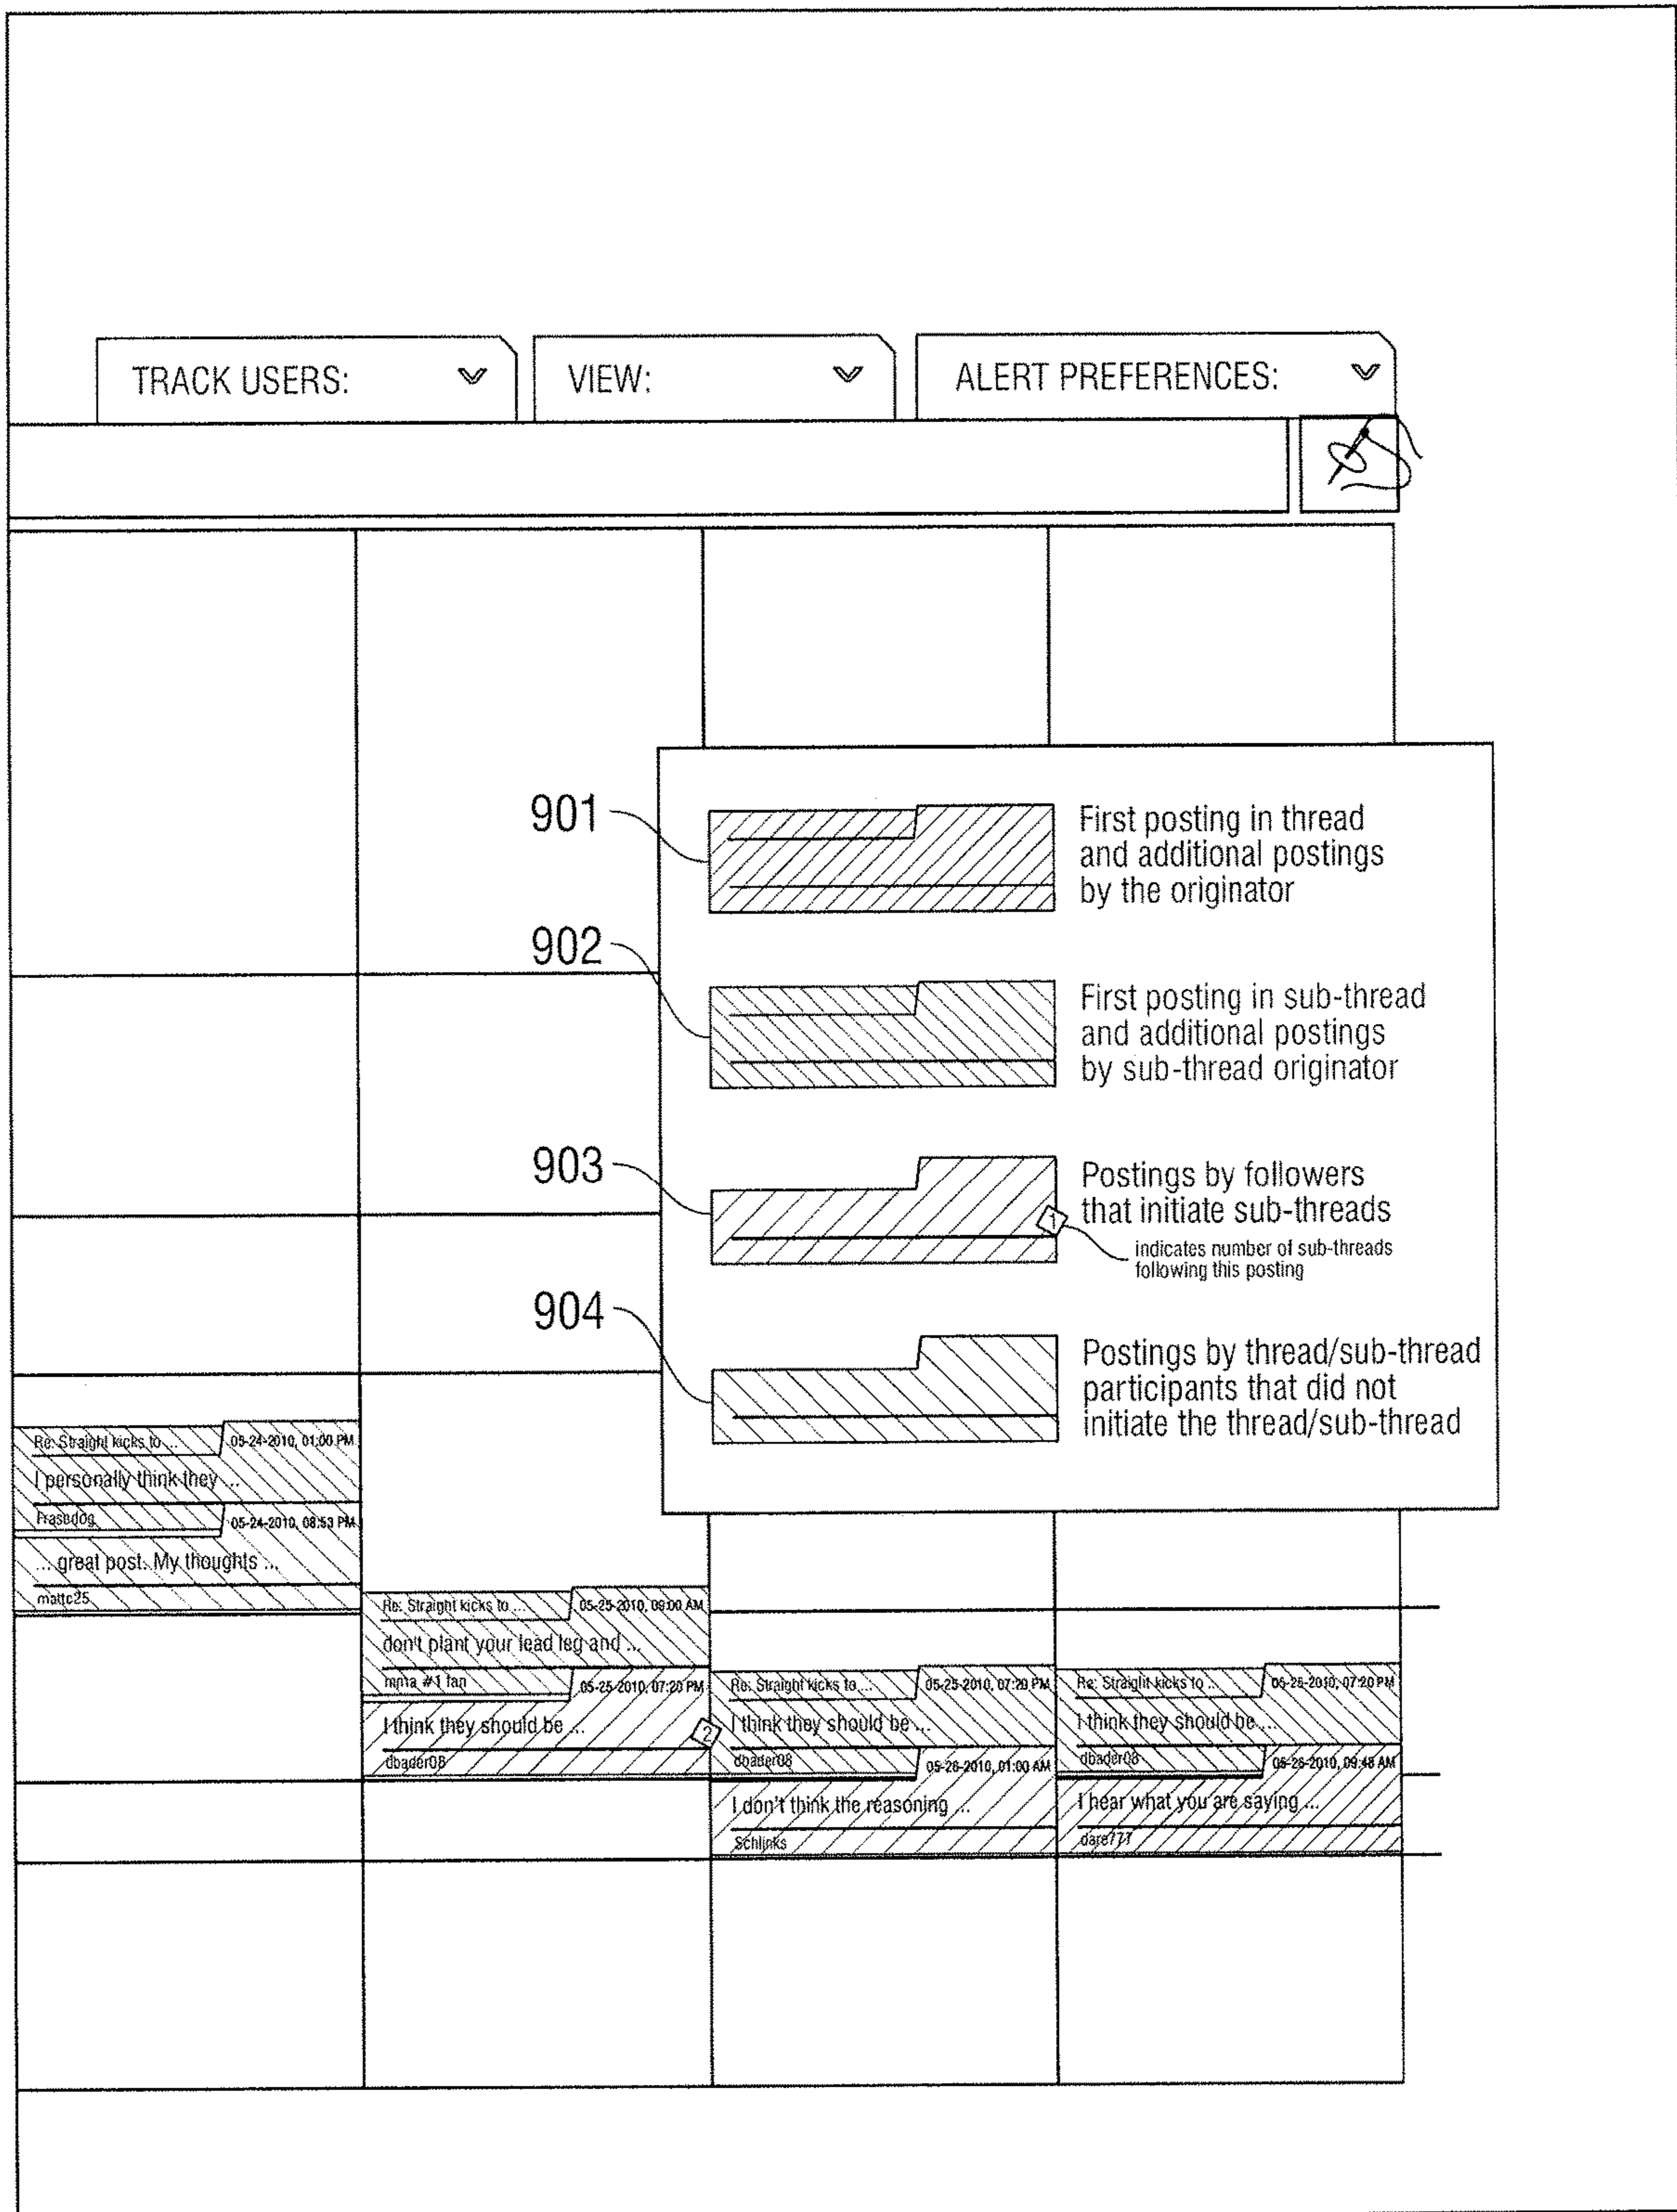 TRACK USERS:
VIEW:
ALERT PREFERENCES:
901
First posting in thread
and additional postings
by the originator
902
First posting in sub-thread
and additional postings
by sub-thread originator
903
Postings by followers
that initiate sub-threads
1
indicates number of sub-threads
following this posting
904
Postings by thread/sub-thread
participants that did not
initiate the thread/sub-thread
Re: Straight kicks to ...
05-24-2010, 01:00 PM
I personally think they ...
Frasedog
05-24-2010, 08:53 PM
... great post. My thoughts ...
mattc25
Re: Straight kicks to ...
05-25-2010, 09:00 AM
don't plant your lead leg and ...
mma #1 fan
05-25-2010, 07:20 PM
I think they should be ...
2
dbader08
Re: Straight kicks to ...
05-25-2010, 07:20 PM
I think they should be ...
dbader08
05-26-2010, 01:00 AM
I don't think the reasoning ...
Schlinks
Re: Straight kicks to ...
05-25-2010, 07:20 PM
I think they should be ...
dbader08
05-26-2010, 09:48 AM
I hear what you are saying ...
dare777